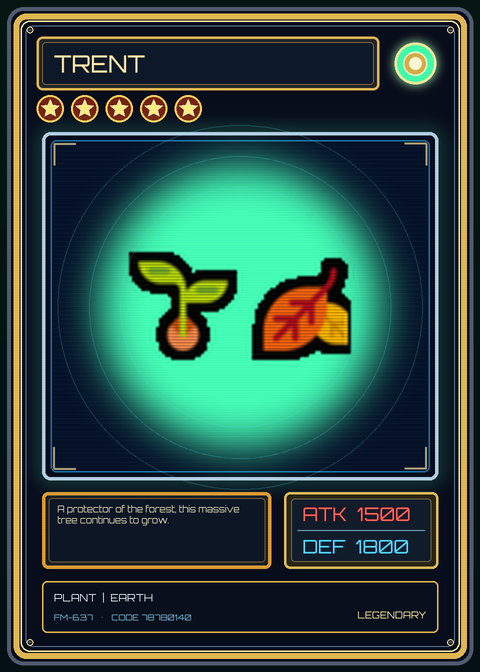 TRENT
A protector of the forest, this massive
tree continues to grow.
ATK 1500
DEF 1800
PLANT | EARTH
FM-637 · CODE 78780140
LEGENDARY